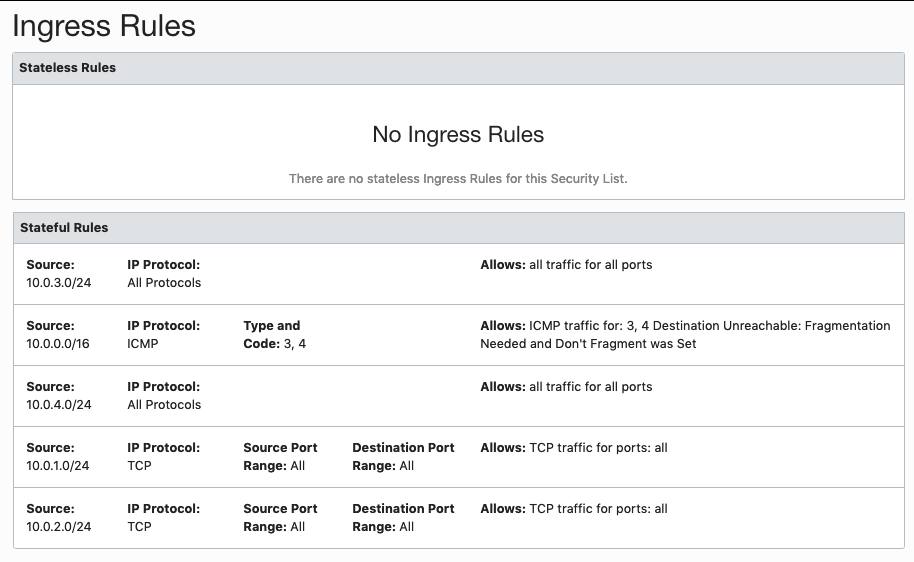 Ingress Rules
Stateless Rules
No Ingress Rules
There are no stateless Ingress Rules for this Security List.
Stateful Rules
Source: IP Protocol: Allows: all traffic for all ports
10.0.3.0/24 All Protocols
Source: IP Protocol: Type and Allows: ICMP traffic for: 3, 4 Destination Unreachable: Fragmentation
10.0.0.0/16 ICMP Code: 3, 4 Needed and Don't Fragment was Set
Source: IP Protocol: Allows: all traffic for all ports
10.0.4.0/24 All Protocols
Source: IP Protocol: Source Port Destination Port Allows: TCP traffic for ports: all
10.0.1.0/24 TCP Range: All Range: All
Source: IP Protocol: Source Port Destination Port Allows: TCP traffic for ports: all
10.0.2.0/24 TCP Range: All Range: All